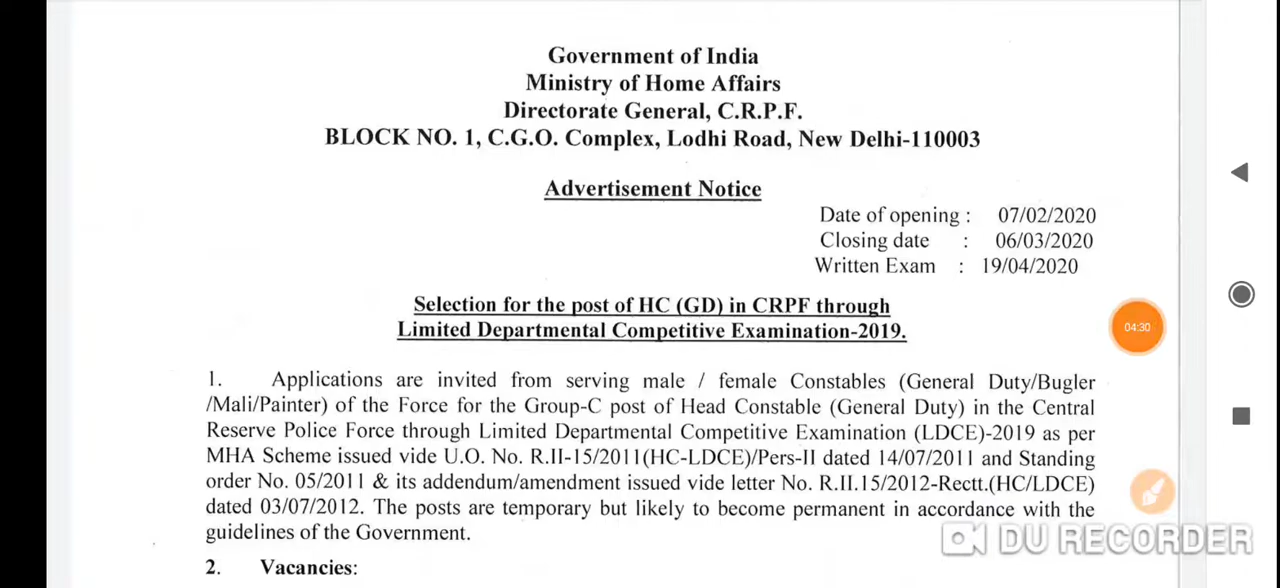 Government of India
Ministry of Home Affairs
Directorate General, C.R.P.F.
BLOCK NO. 1, C.G.O. Complex, Lodhi Road, New Delhi-110003
Advertisement Notice
Date of opening : 07/02/2020
Closing date : 06/03/2020
Written Exam : 19/04/2020
Selection for the post of HC (GD) in CRPF through
Limited Departmental Competitive Examination-2019.
04:30
1. Applications are invited from serving male / female Constables (General Duty/Bugler
/Mali/Painter) of the Force for the Group-C post of Head Constable (General Duty) in the Central
Reserve Police Force through Limited Departmental Competitive Examination (LDCE)-2019 as per
MHA Scheme issued vide U.O. No. R.II-15/2011(HC-LDCE)/Pers-II dated 14/07/2011 and Standing
order No. 05/2011 & its addendum/amendment issued vide letter No. R.II.15/2012-Rectt.(HC/LDCE)
dated 03/07/2012. The posts are temporary but likely to become permanent in accordance with the
guidelines of the Government.
DU RECORDER
2. Vacancies: